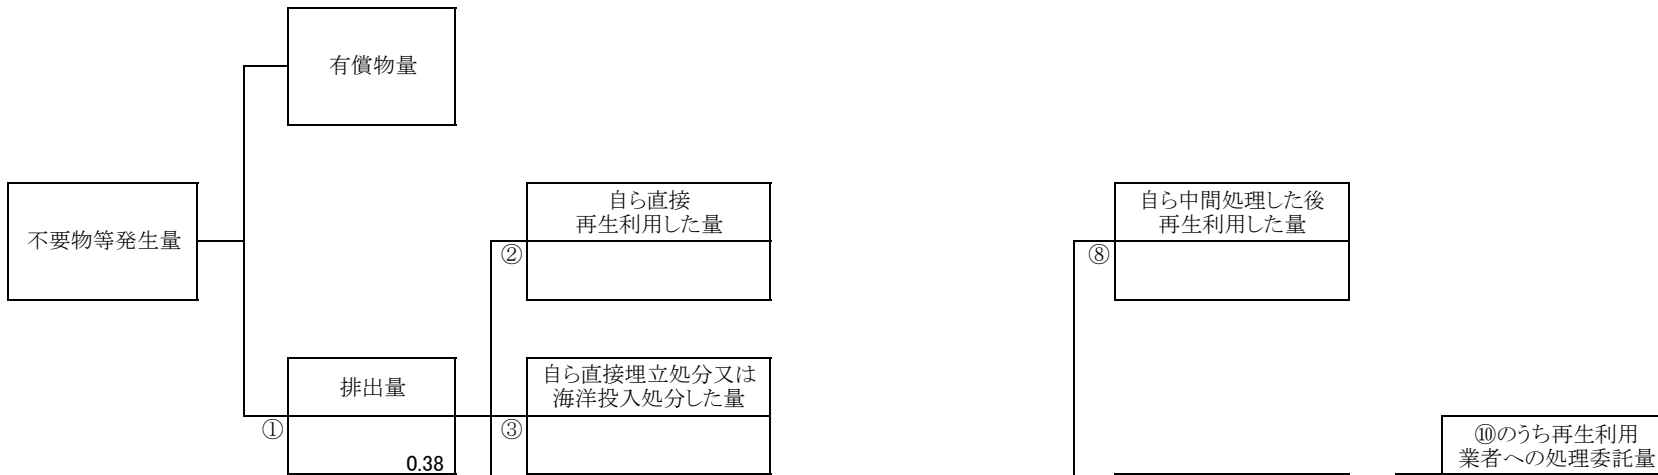 有償物量
不要物等発生量
自ら直接
再生利用した量
②
自ら中間処理した後
再生利用した量
⑧
排出量
①
0.38
自ら直接埋立処分又は
海洋投入処分した量
③
⑩のうち再生利用
業者への処理委託量